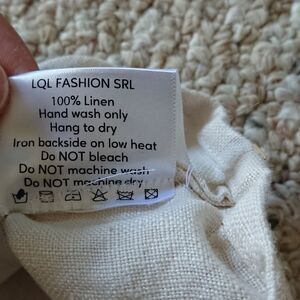 LQL FASHION SRL
100% Linen
Hand wash only
Hang to dry
Iron backside on low heat
Do NOT bleach
Do NOT machine wash
Do NOT machine dry